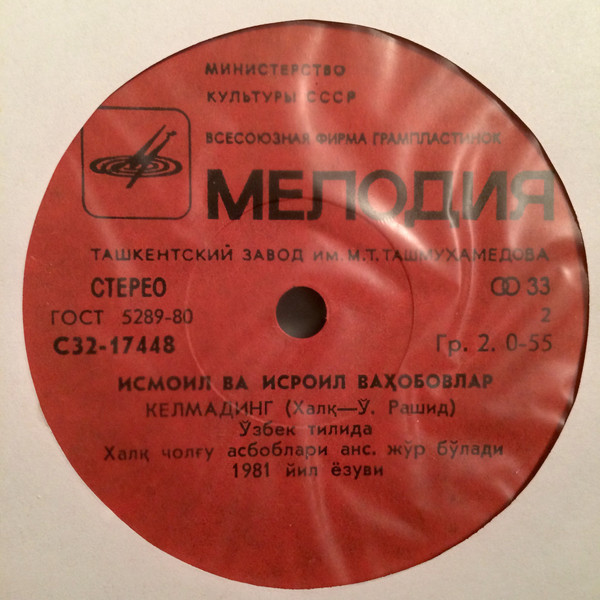 МИНИСТЕРСТВО
КУЛЬТУРЫ СССР
ВСЕСОЮЗНАЯ ФИРМА ГРАМПЛАСТИНОК
МЕЛОДИЯ
ТАШКЕНТСКИЙ ЗАВОД ИМ. М.Т. ТАШМУХАМЕДОВА
СТЕРЕО 33
ГОСТ 5289-80 2
С32-17448 Гр. 2. 0-55
ИСМОИЛ ВА ИСРОИЛ ВАҲОБОВЛАР
КЕЛМАДИНГ (Халқ—Ў. Рашид)
Ўзбек тилида
Халқ чолғу асбоблари анс. жўр бўлади
1981 йил ёзуви